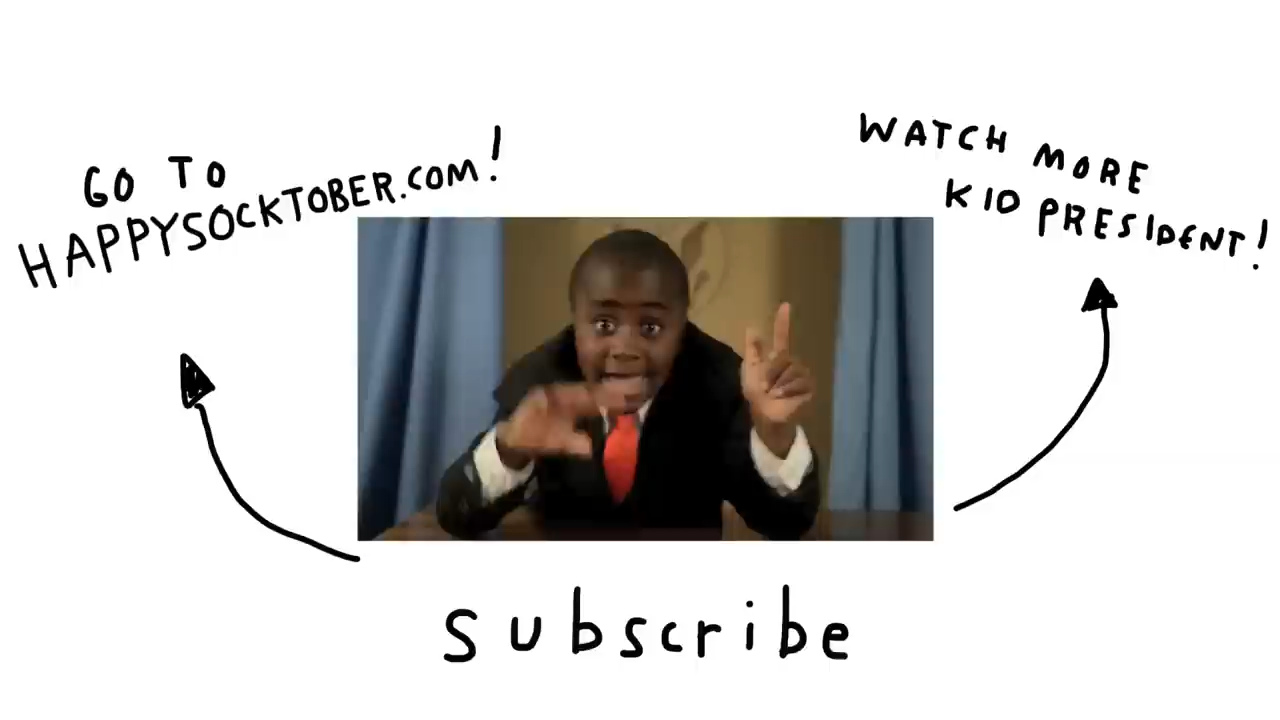 GO TO
HAPPYSOCKTOBER.COM!
WATCH MORE
KID PRESIDENT!
subscribe